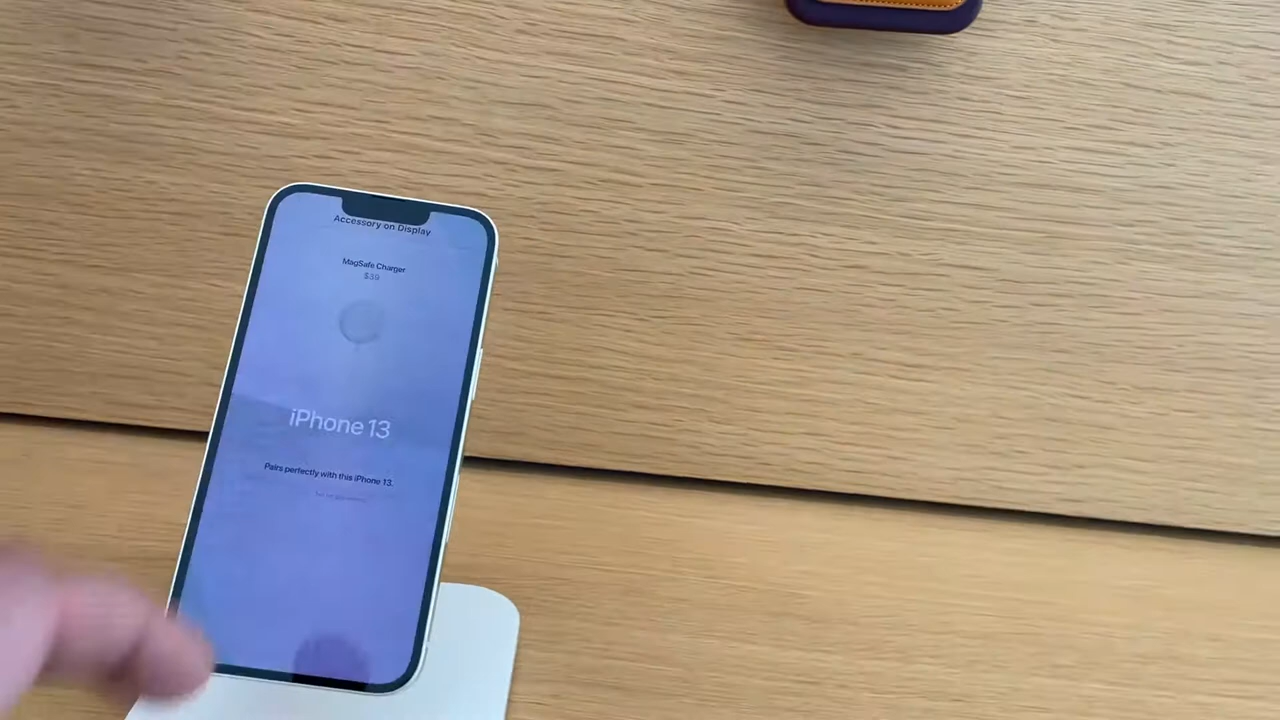 Accessory on Display
MagSafe Charger
$39
iPhone 13
Pairs perfectly with this iPhone 13.